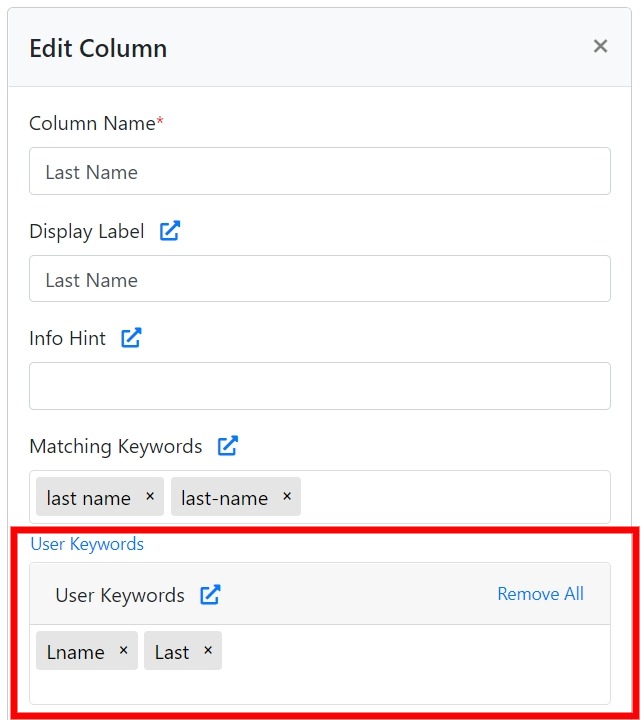 Edit Column ×
Column Name*
Last Name
Display Label
Last Name
Info Hint
Matching Keywords
last name × last-name ×
User Keywords
User Keywords Remove All
Lname × Last ×